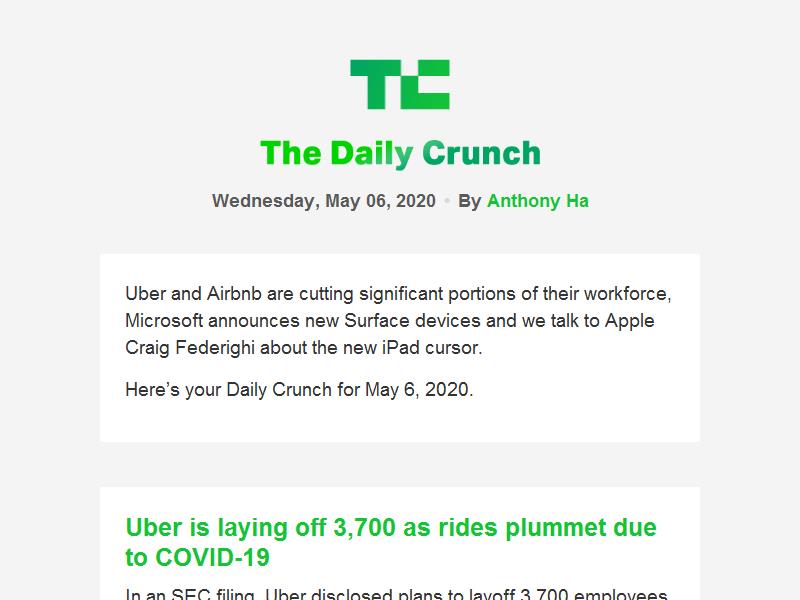 TC
The Daily Crunch
Wednesday, May 06, 2020 • By Anthony Ha
Uber and Airbnb are cutting significant portions of their workforce,
Microsoft announces new Surface devices and we talk to Apple
Craig Federighi about the new iPad cursor.
Here’s your Daily Crunch for May 6, 2020.
Uber is laying off 3,700 as rides plummet due
to COVID-19
In an SEC filing, Uber disclosed plans to layoff 3,700 employees